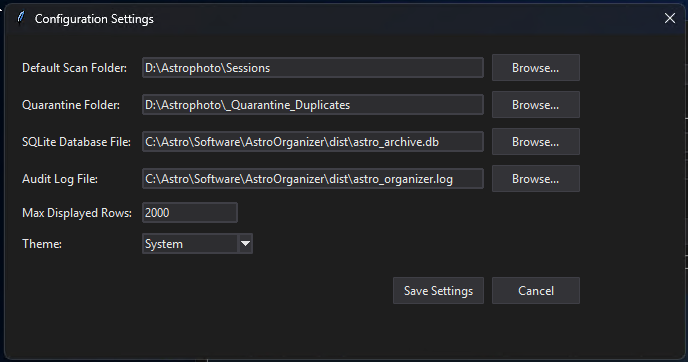 Configuration Settings
Default Scan Folder: D:\Astrophoto\Sessions Browse...
Quarantine Folder: D:\Astrophoto\_Quarantine_Duplicates Browse...
SQLite Database File: C:\Astro\Software\AstroOrganizer\dist\astro_archive.db Browse...
Audit Log File: C:\Astro\Software\AstroOrganizer\dist\astro_organizer.log Browse...
Max Displayed Rows: 2000
Theme: System
Save Settings Cancel